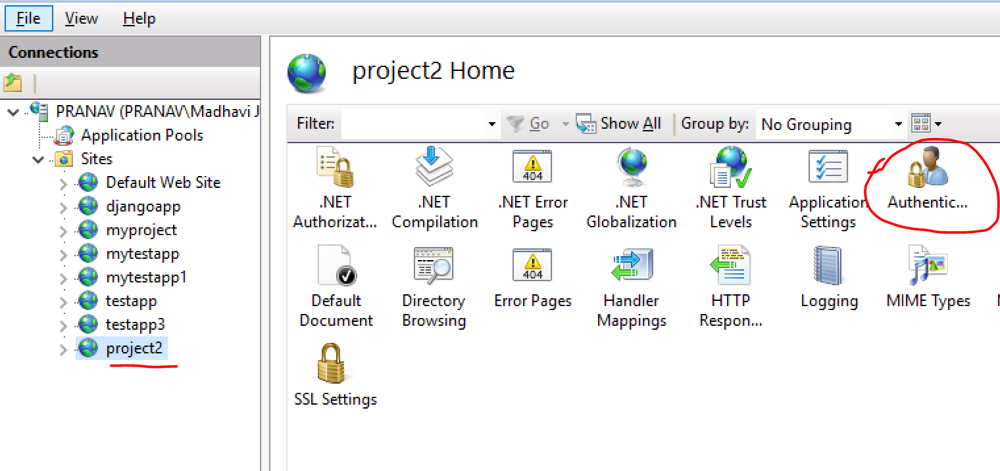 File View Help
Connections
project2 Home
Filter: Go Show All Group by: No Grouping
PRANAV (PRANAV\Madhavi J
Application Pools
Sites
Default Web Site
djangoapp
myproject
mytestapp
mytestapp1
testapp
testapp3
project2
.NET Authorizat...
.NET Compilation
.NET Error Pages
.NET Globalization
.NET Trust Levels
Application Settings
Authentic...
Default Document
Directory Browsing
404
Error Pages
Handler Mappings
HTTP Respon...
Logging
MIME Types
SSL Settings